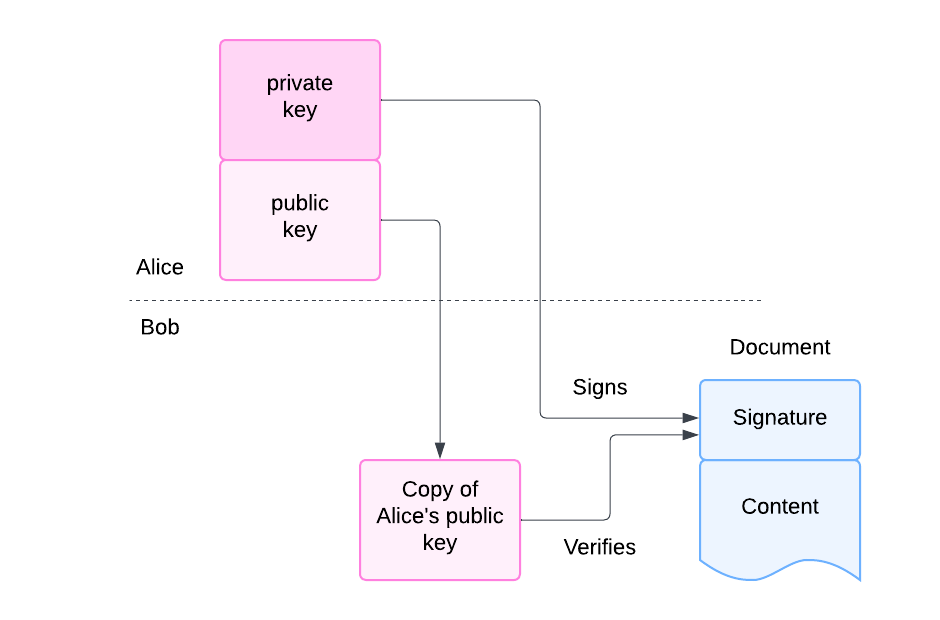 private
key
public
key
Alice
Bob
Document
Signs
Signature
Copy of
Alice's public
key
Content
Verifies